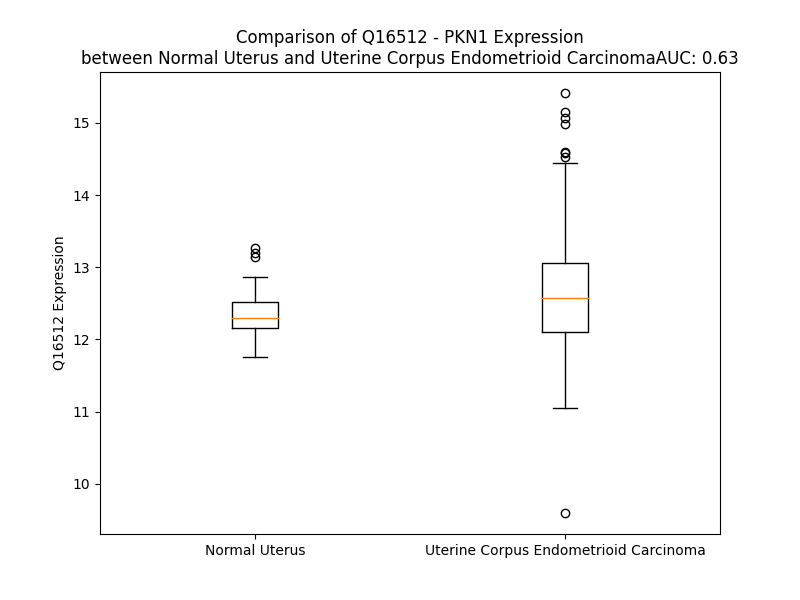 Comparison of Q16512 - PKN1 Expression
between Normal Uterus and Uterine Corpus Endometrioid CarcinomaAUC: 0.63
15
14
13
12
11
10
Q16512 Expression
Normal Uterus
Uterine Corpus Endometrioid Carcinoma